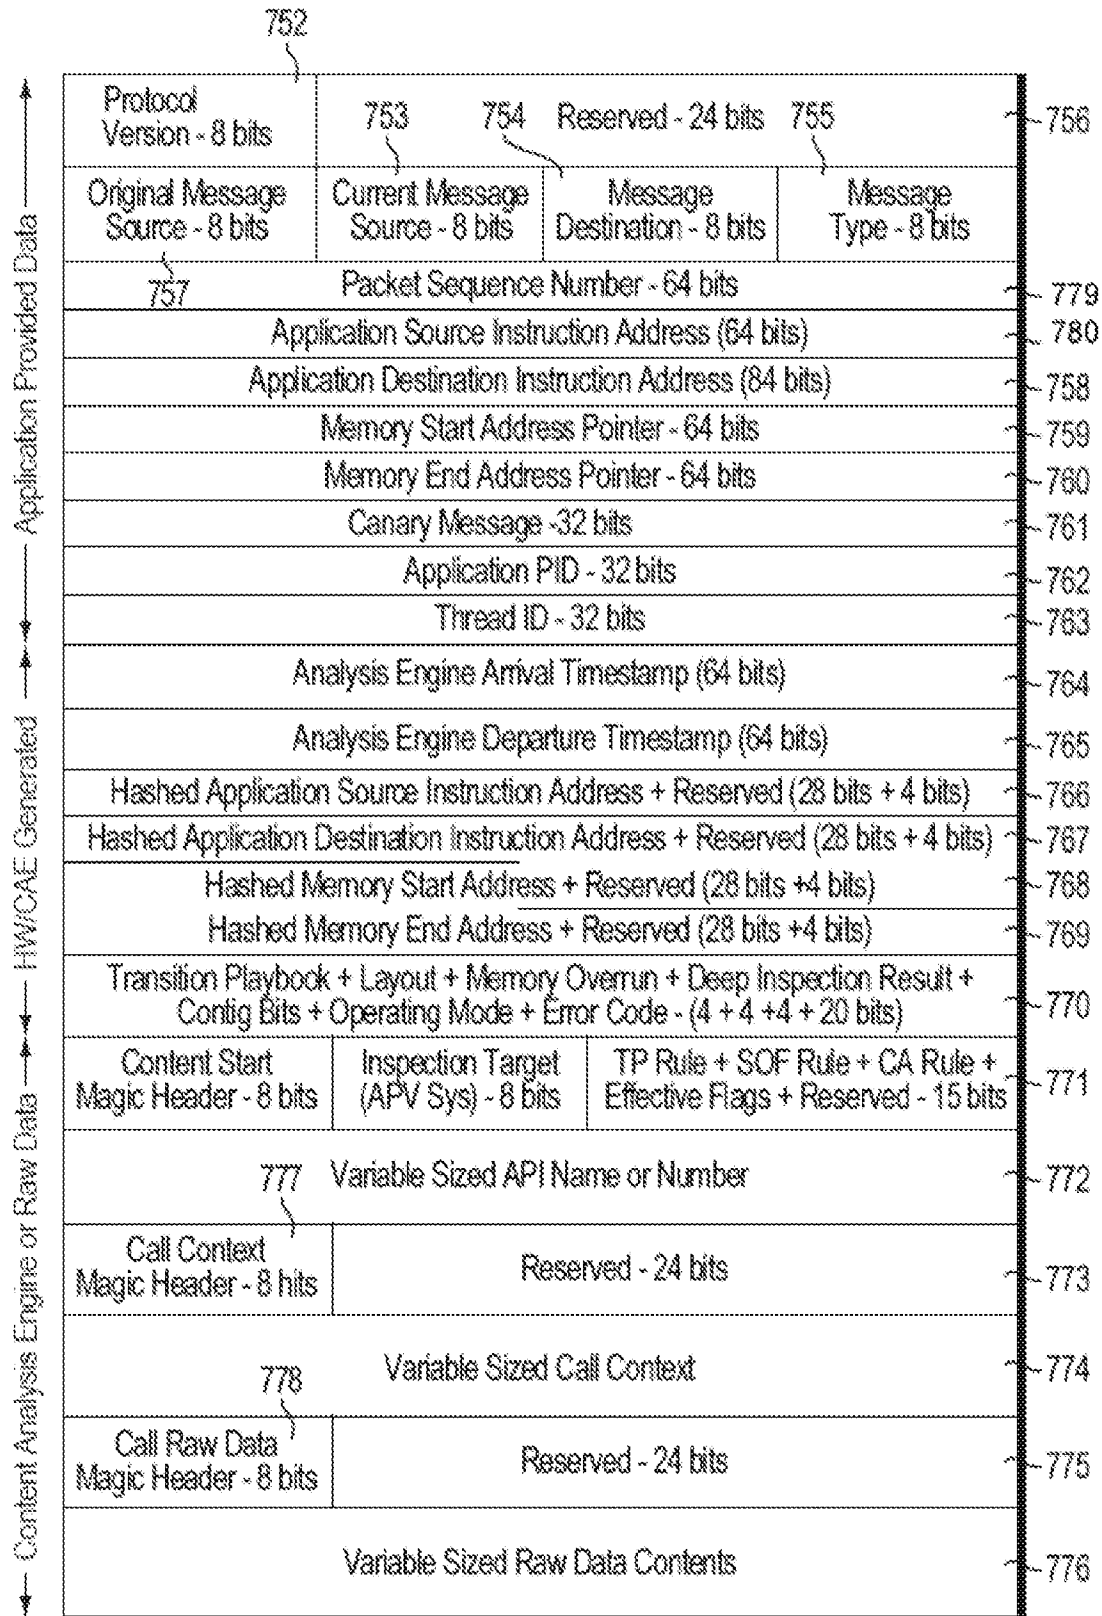 752
Protocol
Version - 8 bits
753
754
Reserved - 24 bits
755
756
Original Message
Source - 8 bits
Current Message
Source - 8 bits
Message
Destination - 8 bits
Message
Type - 8 bits
757
Packet Sequence Number - 64 bits
779
Application Source Instruction Address (64 bits)
780
Application Destination Instruction Address (84 bits)
758
Memory Start Address Pointer - 64 bits
759
Memory End Address Pointer - 64 bits
760
Canary Message -32 bits
761
Application PID - 32 bits
762
Thread ID - 32 bits
763
Application Provided Data
Analysis Engine Arrival Timestamp (64 bits)
764
Analysis Engine Departure Timestamp (64 bits)
765
Hashed Application Source Instruction Address + Reserved (28 bits + 4 bits)
766
Hashed Application Destination Instruction Address + Reserved (28 bits + 4 bits)
767
Hashed Memory Start Address + Reserved (28 bits +4 bits)
768
Hashed Memory End Address + Reserved (28 bits +4 bits)
769
Transition Playbook + Layout + Memory Overrun + Deep Inspection Result +
Contig Bits + Operating Mode + Error Code - (4 + 4 +4 + 20 bits)
770
HW/CAE Generated
Content Start
Magic Header - 8 bits
Inspection Target
(APV Sys) - 8 bits
TP Rule + SOF Rule + CA Rule +
Effective Flags + Reserved - 15 bits
771
Variable Sized API Name or Number
772
777
Call Context
Magic Header - 8 hits
Reserved - 24 bits
773
Variable Sized Call Context
774
778
Call Raw Data
Magic Header - 8 bits
Reserved - 24 bits
775
Variable Sized Raw Data Contents
776
Content Analysis Engine or Raw Data